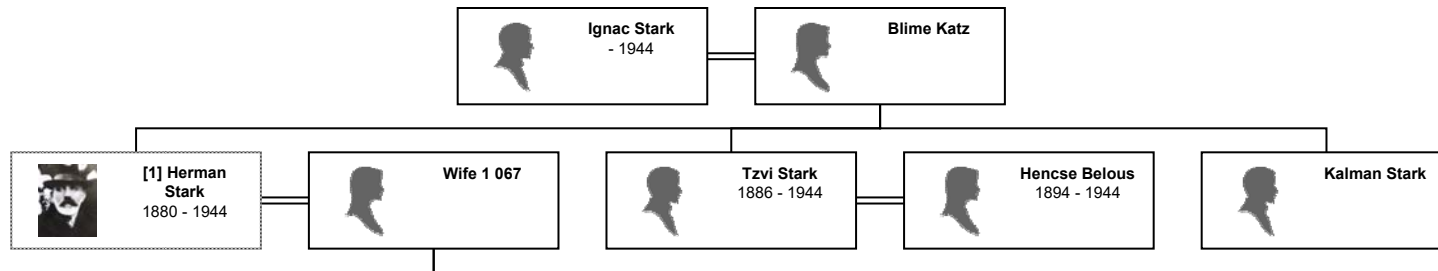 Ignac Stark
- 1944
Blime Katz
[1] Herman
Stark
1880 - 1944
Wife 1 067
Tzvi Stark
1886 - 1944
Hencse Belous
1894 - 1944
Kalman Stark